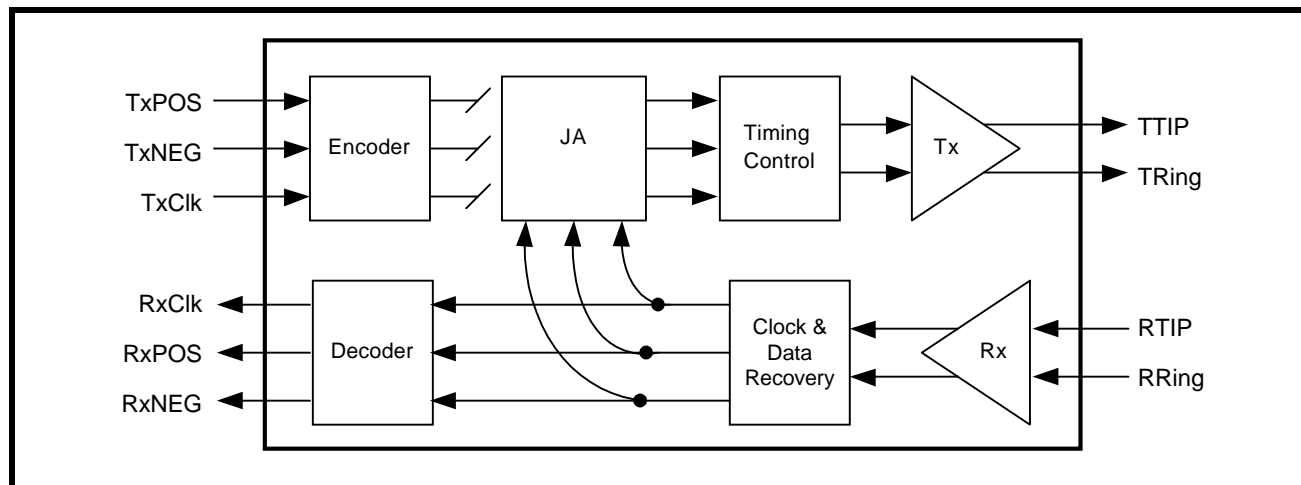 TxPOS
TxNEG
TxClk
Encoder
JA
Timing
Control
Tx
TTIP
TRing
RxClk
RxPOS
RxNEG
Decoder
Clock &
Data
Recovery
Rx
RTIP
RRing